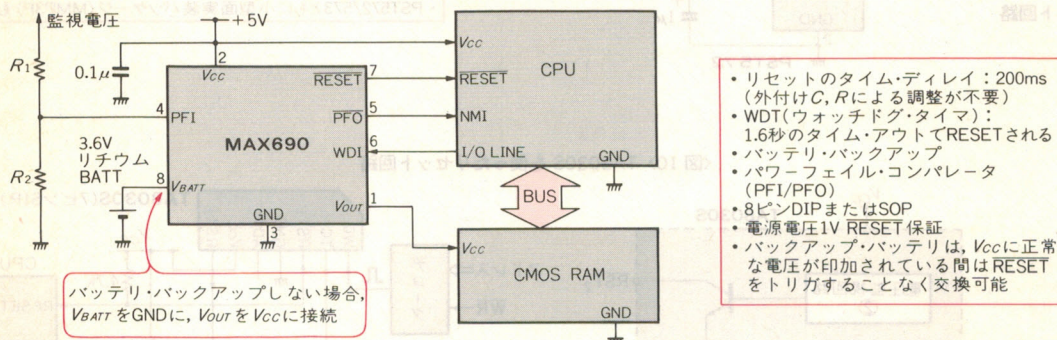 監視電圧
+5V
R1
0.1μ
2
Vcc
RESET
7
4
PFI
PFO
5
MAX690
WDI
6
3.6V
リチウム
BATT
R2
8
VBATT
VOUT
1
GND
3
Vcc
CPU
RESET
NMI
I/O LINE
GND
BUS
Vcc
CMOS RAM
GND
バッテリ・バックアップしない場合,
VBATTをGNDに, VOUTをVccに接続
・リセットのタイム・ディレイ:200ms
(外付けC, Rによる調整が不要)
・WDT(ウォッチドグ・タイマ):
1.6秒のタイム・アウトでRESETされる
・バッテリ・バックアップ
・パワーフェイル・コンパレータ
(PFI/PFO)
・8ピンDIPまたはSOP
・電源電圧1V RESET保証
・バックアップ・バッテリは, Vccに正常
な電圧が印加されている間はRESET
をトリガすることなく交換可能